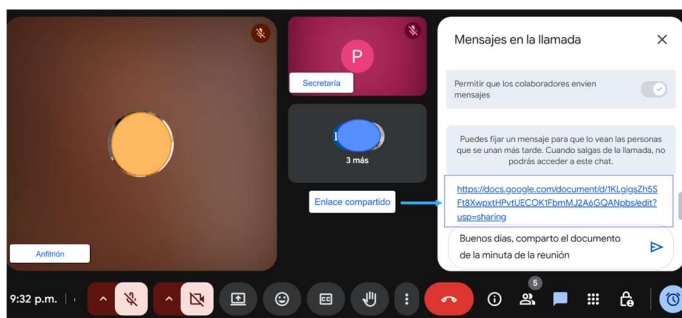 Mensajes en la llamada
P
Secretaría
Permitir que los colaboradores envíen
mensajes
3 más
Puedes fijar un mensaje para que lo vean las personas
que se unan más tarde. Cuando salgas de la llamada, no
podrás acceder a este chat.
Enlace compartido
https://docs.google.com/document/d/1KLgigsZh5S
Ft8XwpxtHPvtUECOK1FbmMJ2A6GQANpbs/edit?
usp=sharing
Buenos días, comparto el documento
de la minuta de la reunión
Anfitrión
9:32 p.m.
5